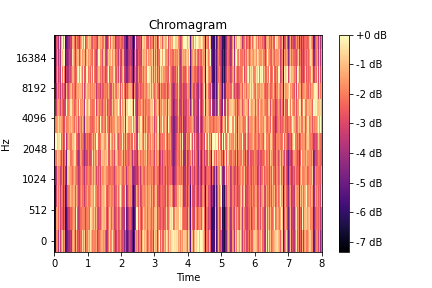 Chromagram
Hz
16384
8192
4096
2048
1024
512
0
0 1 2 3 4 5 6 7 8
Time
+0 dB
-1 dB
-2 dB
-3 dB
-4 dB
-5 dB
-6 dB
-7 dB